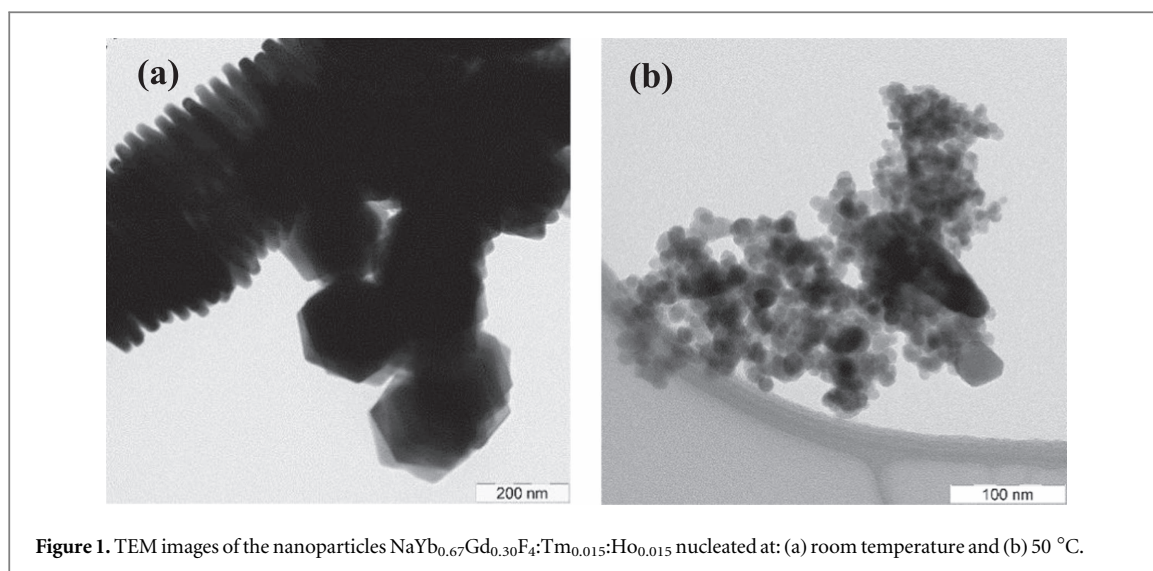 (a)
(b)
200 nm
100 nm
Figure 1. TEM images of the nanoparticles NaYb₀.₆₇Gd₀.₃₀F₄:Tm₀.₀₁₅:Ho₀.₀₁₅ nucleated at: (a) room temperature and (b) 50 °C.